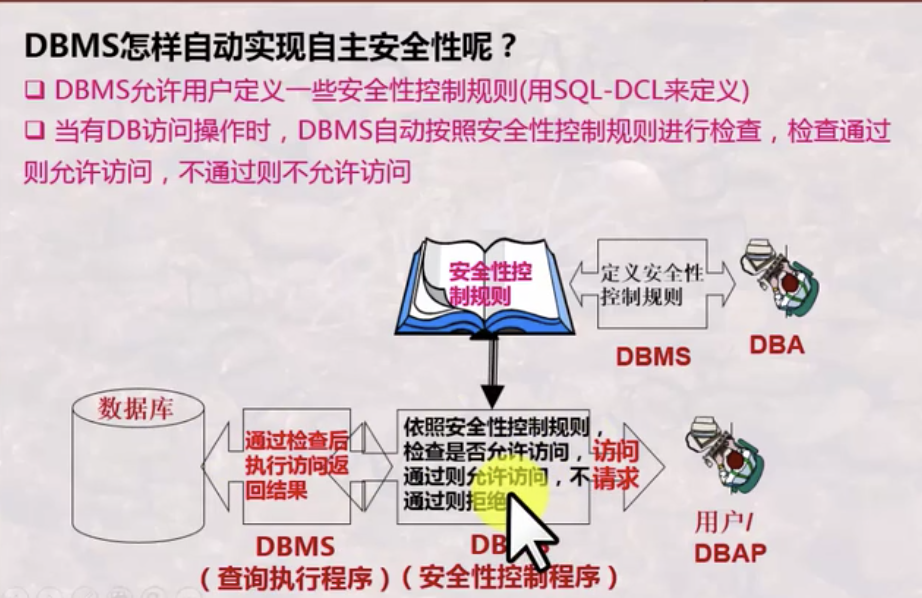 DBMS怎样自动实现自主安全性呢？
❑ DBMS允许用户定义一些安全性控制规则(用SQL-DCL来定义)
❑ 当有DB访问操作时，DBMS自动按照安全性控制规则进行检查，检查通过
则允许访问，不通过则不允许访问
安全性控
制规则
定义安全性
控制规则
DBMS
DBA
数据库
通过检查后
执行访问返
回结果
依照安全性控制规则，
检查是否允许访问，
通过则允许访问，不
通过则拒绝
访问
请求
用户/
DBAP
DBMS
（查询执行程序）
（安全性控制程序）